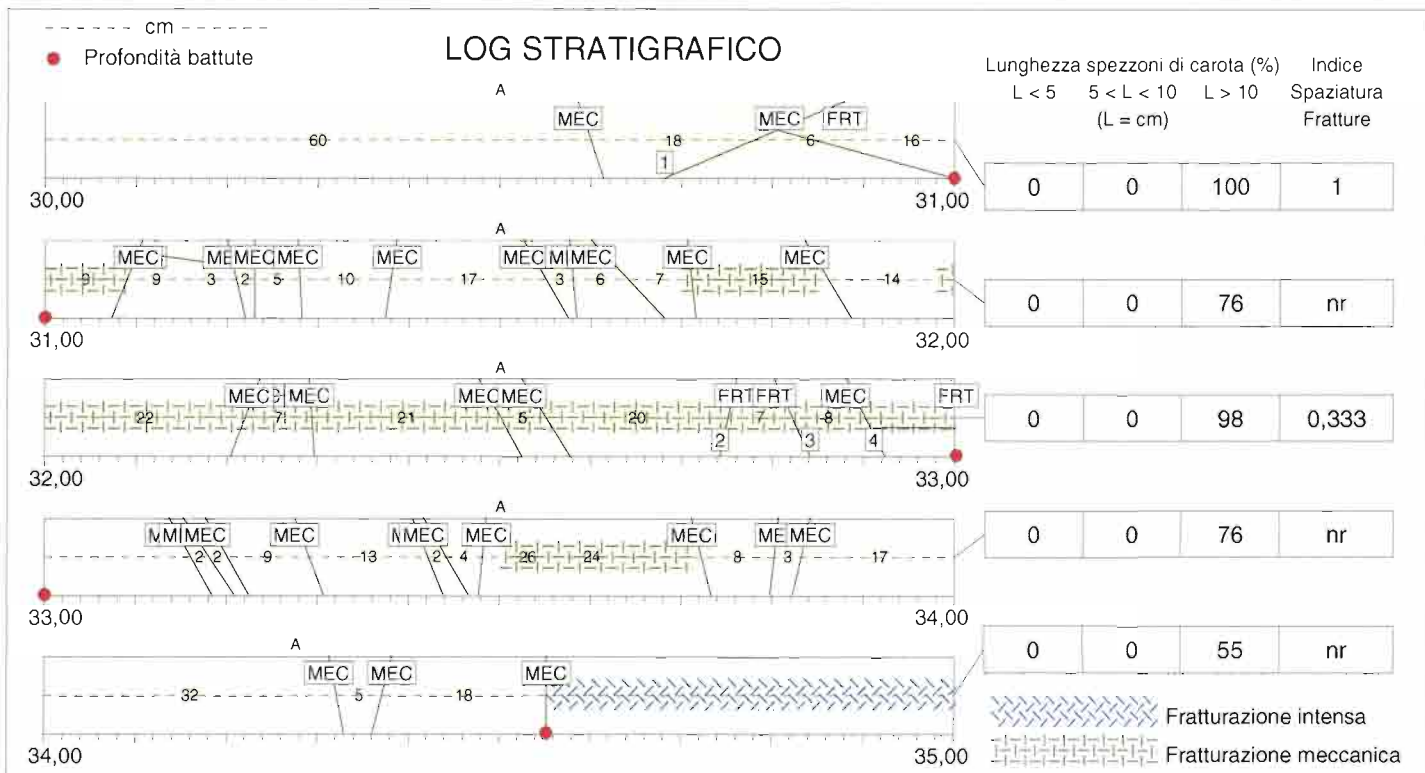 cm
Profondità battute
LOG STRATIGRAFICO
Lunghezza spezzoni di carota (%) Indice
L < 5 5 < L < 10 L > 10 Spaziatura
(L = cm) Fratture
A
MEC MEC FRT
60 18 6 16
1
30,00 31,00
0 0 100 1
A
MEC MEC MEC MEC MEC MEC MEC MEC
9 3 2 5 10 17 3 6 7 15 14
31,00 32,00
0 0 76 nr
A
MEC MEC MEC MEC FRT FRT MEC FRT
22 7 21 5 20 7 8
2 3 4
32,00 33,00
0 0 98 0,333
A
MEC MEC MEC MEC MEC MEC
2 2 9 13 2 4 26 24 8 3 17
33,00 34,00
0 0 76 nr
A
MEC MEC MEC
32 5 18
34,00 35,00
0 0 55 nr
Fratturazione intensa
Fratturazione meccanica